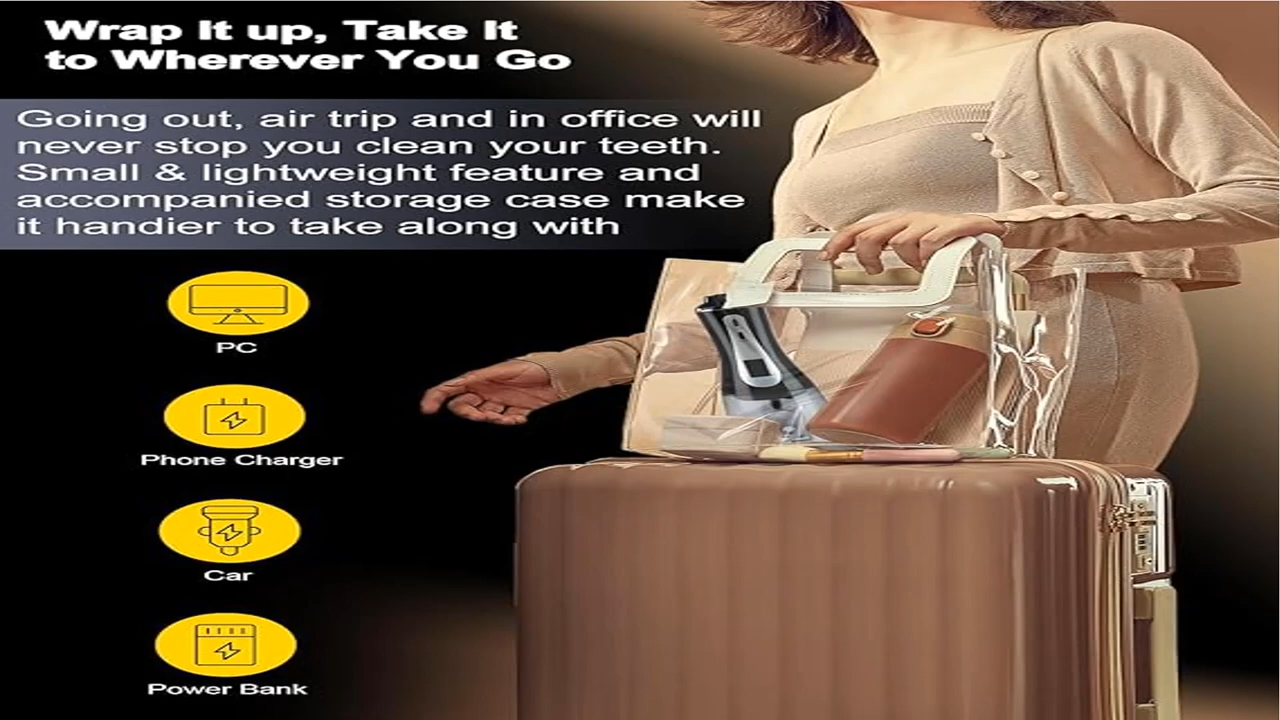 Wrap It up, Take It
to Wherever You Go
Going out, air trip and in office will
never stop you clean your teeth.
Small & lightweight feature and
accompanied storage case make
it handier to take along with
PC
Phone Charger
Car
Power Bank